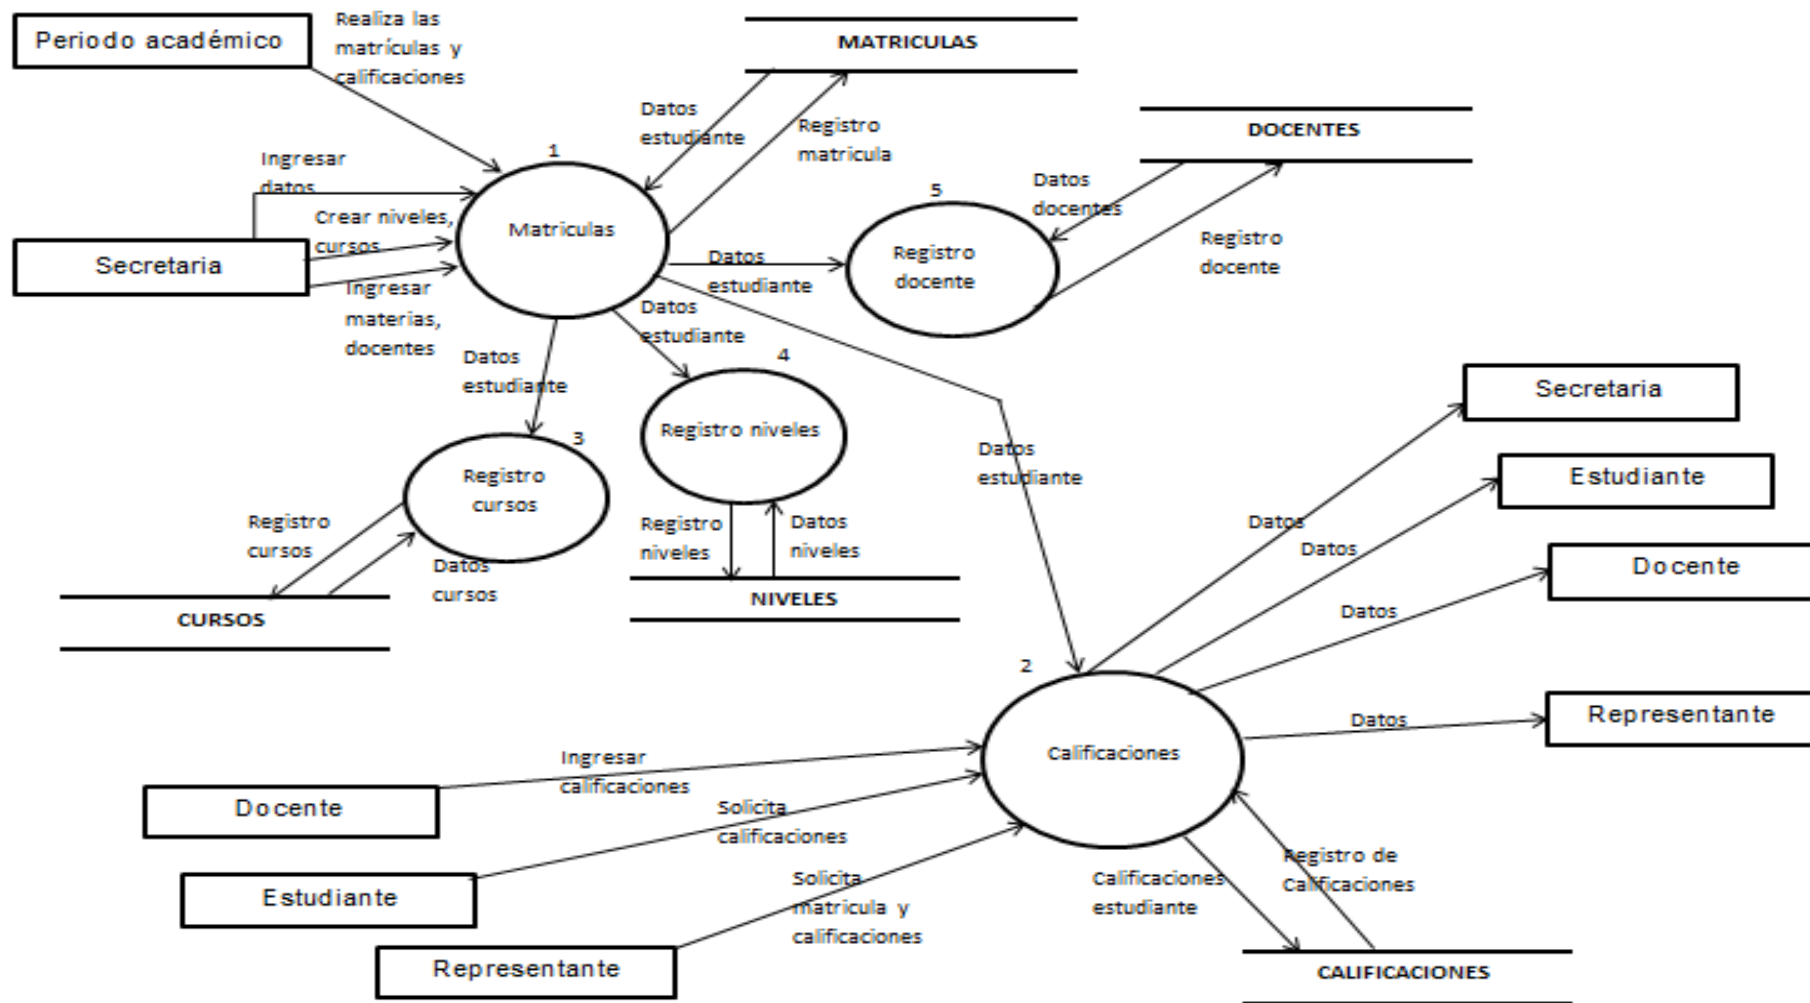 Periodo académico
Realiza las
matrículas y
calificaciones
MATRICULAS
Datos
estudiante
Registro
matricula
DOCENTES
Ingresar
datos
1
Matriculas
Crear niveles,
cursos
Secretaria
Ingresar
materias,
docentes
5
Registro
docente
Datos
docentes
Registro
docente
Datos
estudiante
Datos
estudiante
Datos
estudiante
4
Registro niveles
3
Registro
cursos
Registro
cursos
Datos
cursos
Registro
niveles
Datos
niveles
CURSOS
NIVELES
Datos
estudiante
Secretaria
Estudiante
Docente
Representante
Datos
Datos
Datos
Datos
2
Calificaciones
Ingresar
calificaciones
Docente
Solicita
calificaciones
Estudiante
Solicita
matricula y
calificaciones
Representante
Calificaciones
estudiante
Registro de
Calificaciones
CALIFICACIONES